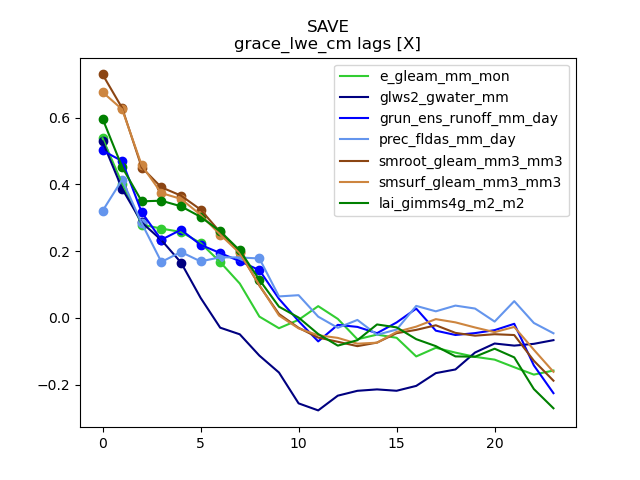 SAVE
grace_lwe_cm lags [X]
e_gleam_mm_mon
glws2_gwater_mm
grun_ens_runoff_mm_day
prec_fldas_mm_day
smroot_gleam_mm3_mm3
smsurf_gleam_mm3_mm3
lai_gimms4g_m2_m2
0.6
0.4
0.2
0.0
−0.2
0 5 10 15 20